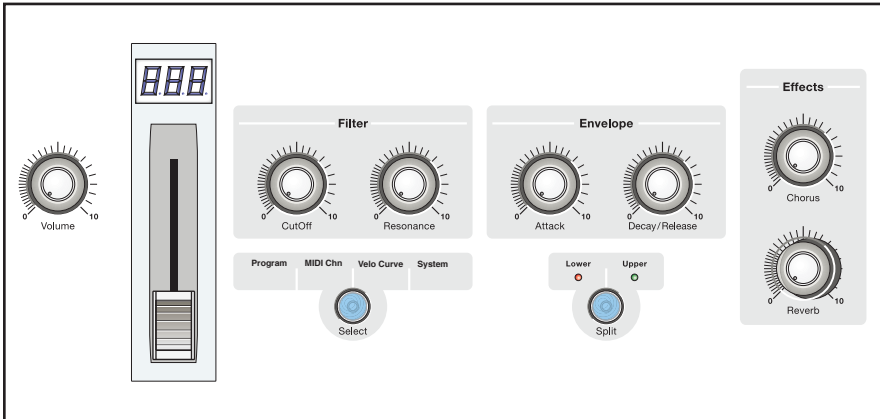 888
Volume
0
10
Filter
CutOff
0
10
Resonance
0
10
Envelope
Attack
0
10
Decay/Release
0
10
Effects
Chorus
0
10
Reverb
0
10
Program MIDI Chn Velo Curve System
Select
Lower Upper
Split